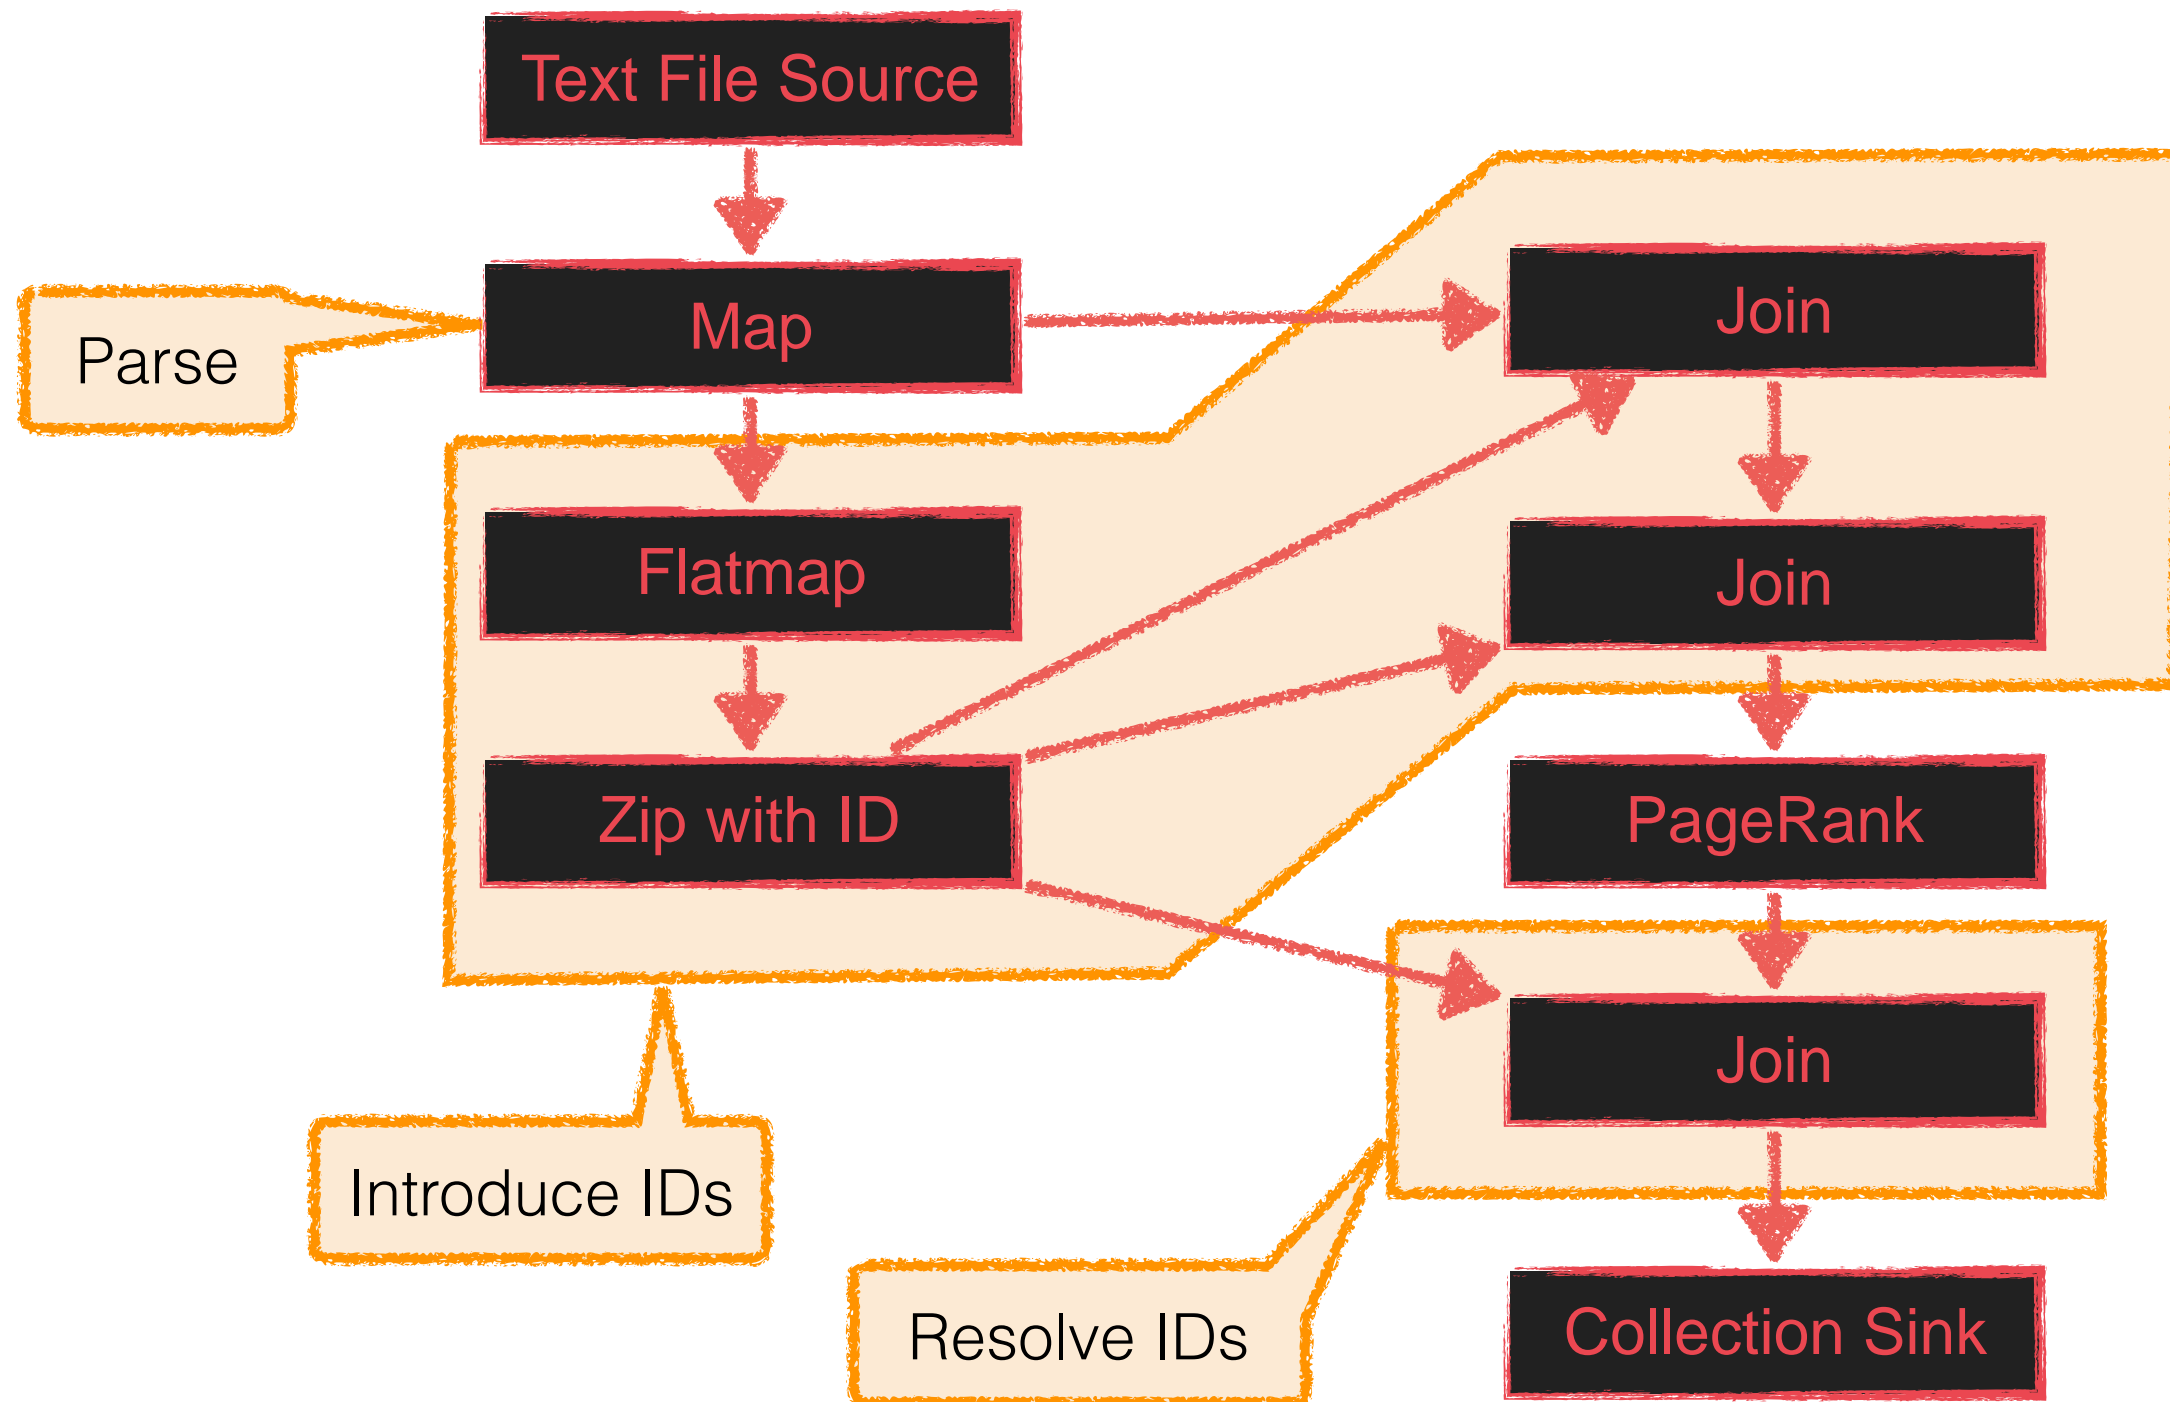 Text File Source
Map
Join
Parse
Flatmap
Join
Zip with ID
PageRank
Join
Introduce IDs
Resolve IDs
Collection Sink